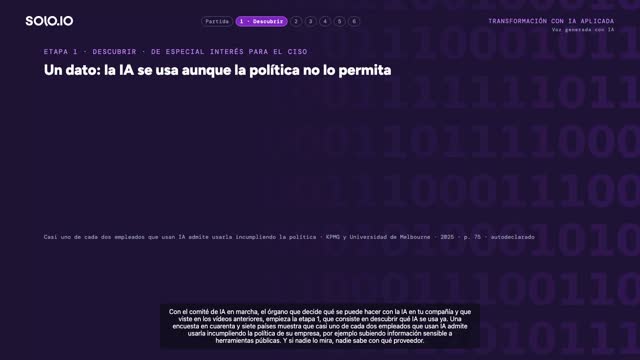 SOLO.IO
Partida 1 · Descubrir 2 3 4 5 6
TRANSFORMACIÓN CON IA APLICADA
Voz generada con IA
ETAPA 1 · DESCUBRIR · DE ESPECIAL INTERÉS PARA EL CISO
Un dato: la IA se usa aunque la política no lo permita
Casi uno de cada dos empleados que usan IA admite usarla incumpliendo la política · KPMG y Universidad de Melbourne · 2025 · p. 75 · autodeclarado
Con el comité de IA en marcha, el órgano que decide qué se puede hacer con la IA en tu compañía y que
viste en los vídeos anteriores, empieza la etapa 1, que consiste en descubrir qué IA se usa ya. Una
encuesta en cuarenta y siete países muestra que casi uno de cada dos empleados que usan IA admite
usarla incumpliendo la política de su empresa, por ejemplo subiendo información sensible a
herramientas públicas. Y si nadie lo mira, nadie sabe con qué proveedor.